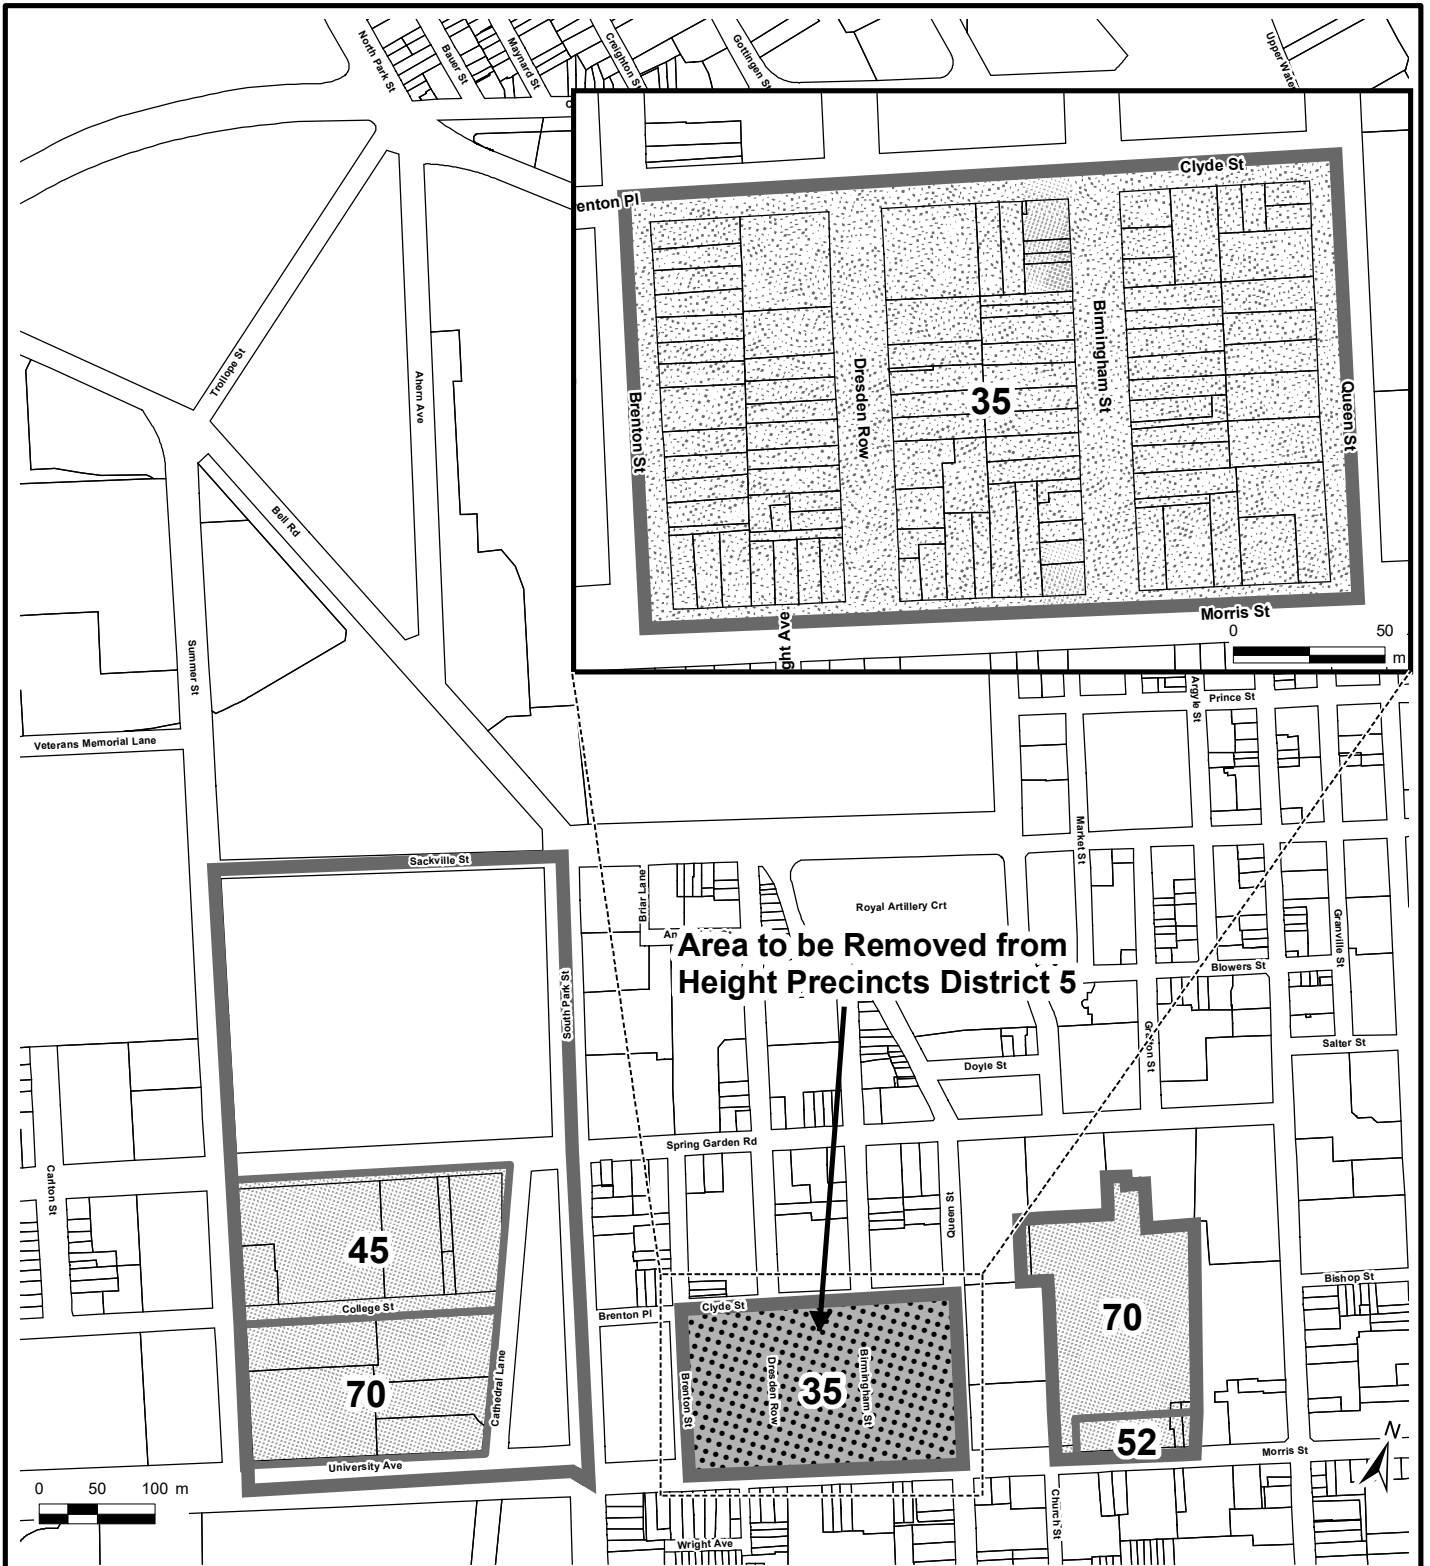 North Park St
Bauer St
Maynard St
Creighton St
Gottingen St
Clyde St
Brenton St
Dresden Row
35
Birmingham St
Queen St
Morris St
0 50
m
Trollope St
Ahern Ave
Bell Rd
Summer St
Veterans Memorial Lane
Argyle St
Prince St
Market St
Sackville St
Briar Lane
Royal Artillery Crt
Area to be Removed from
Height Precincts District 5
Granville St
Blowers St
South Park St
Grafton St
Salter St
Doyle St
Spring Garden Rd
Carlton St
Queen St
45
College St
Brenton Pl
Clyde St
Bishop St
70
70
Cathedral Lane
Brenton St
Dresden Row
35
Birmingham St
52
Morris St
N
University Ave
0 50 100 m
Church St
Wright Ave